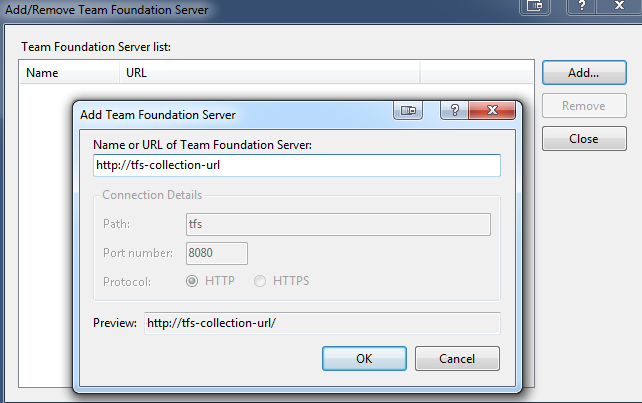 Add/Remove Team Foundation Server
?
Team Foundation Server list:
Name URL
Add...
Remove
Close
Add Team Foundation Server
?
Name or URL of Team Foundation Server:
http://tfs-collection-url
Connection Details
Path: tfs
Port number: 8080
Protocol: HTTP HTTPS
Preview: http://tfs-collection-url/
OK Cancel